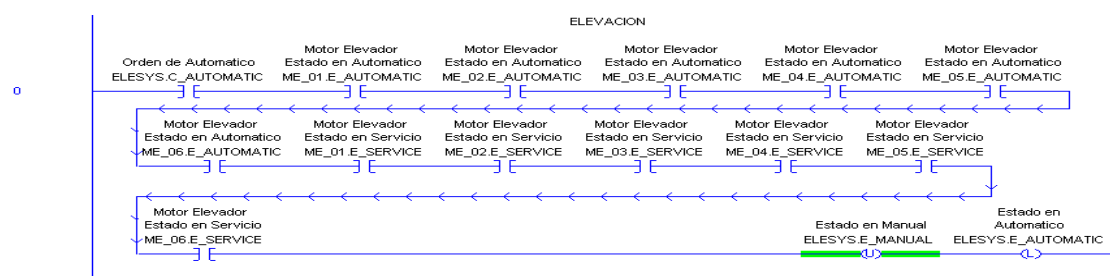 ELEVACION
Orden de Automatico
ELESYS.C_AUTOMATIC
Motor Elevador
Estado en Automatico
ME_01.E_AUTOMATIC
Motor Elevador
Estado en Automatico
ME_02.E_AUTOMATIC
Motor Elevador
Estado en Automatico
ME_03.E_AUTOMATIC
Motor Elevador
Estado en Automatico
ME_04.E_AUTOMATIC
Motor Elevador
Estado en Automatico
ME_05.E_AUTOMATIC
0
Motor Elevador
Estado en Automatico
ME_06.E_AUTOMATIC
Motor Elevador
Estado en Servicio
ME_01.E_SERVICE
Motor Elevador
Estado en Servicio
ME_02.E_SERVICE
Motor Elevador
Estado en Servicio
ME_03.E_SERVICE
Motor Elevador
Estado en Servicio
ME_04.E_SERVICE
Motor Elevador
Estado en Servicio
ME_05.E_SERVICE
Motor Elevador
Estado en Servicio
ME_06.E_SERVICE
Estado en Manual
ELESYS.E_MANUAL
U
Estado en
Automatico
ELESYS.E_AUTOMATIC
L